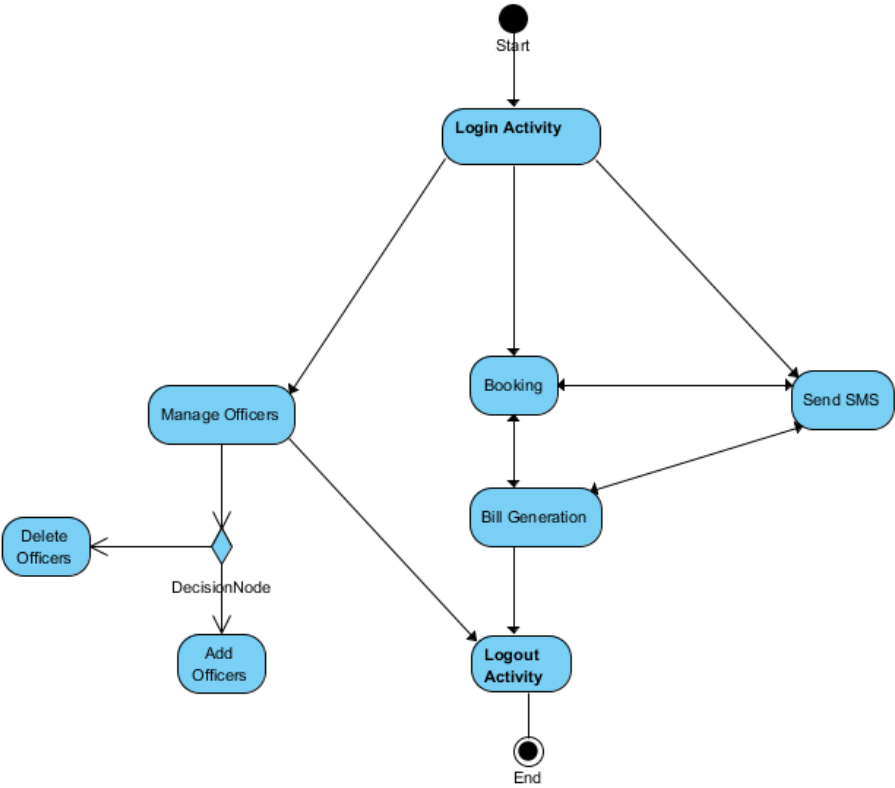 Start
Login Activity
Booking
Send SMS
Manage Officers
Bill Generation
Delete
Officers
DecisionNode
Add
Officers
Logout
Activity
End